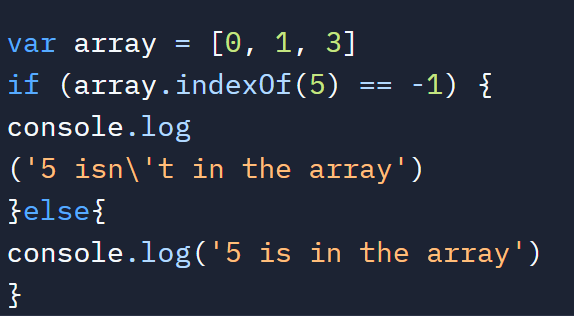 var array = [0, 1, 3]
if (array.indexOf(5) == -1) {
console.log
('5 isn\'t in the array')
}else{
console.log('5 is in the array')
}